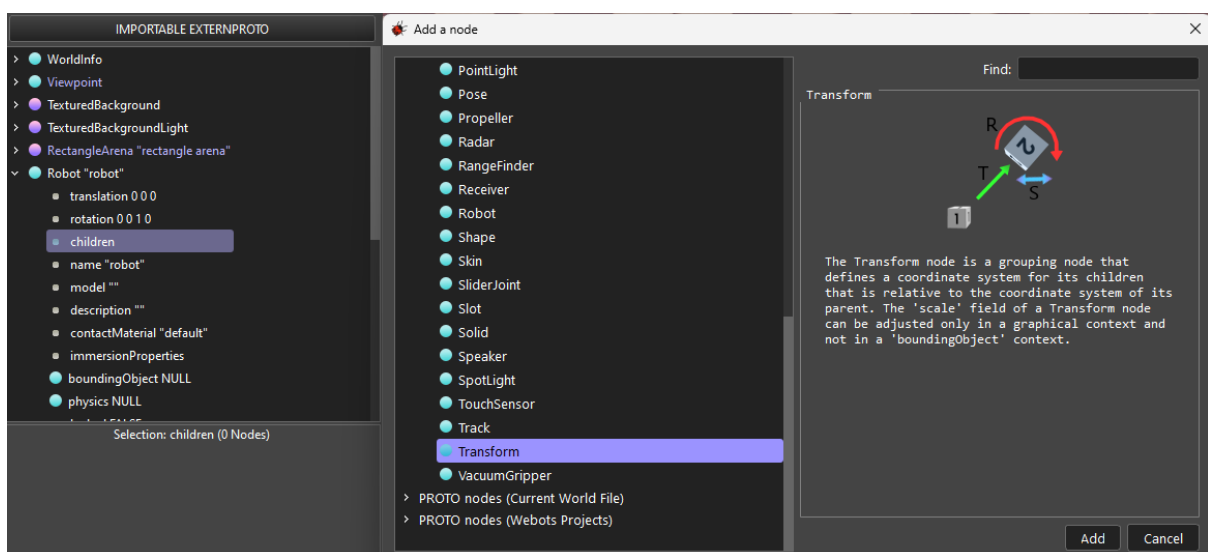 IMPORTABLE EXTERNPROTO
WorldInfo
Viewpoint
TexturedBackground
TexturedBackgroundLight
RectangleArena "rectangle arena"
Robot "robot"
translation 0 0 0
rotation 0 0 1 0
children
name "robot"
model ""
description ""
contactMaterial "default"
immersionProperties
boundingObject NULL
physics NULL
Selection: children (0 Nodes)
Add a node
PointLight
Pose
Propeller
Radar
RangeFinder
Receiver
Robot
Shape
Skin
SliderJoint
Slot
Solid
Speaker
SpotLight
TouchSensor
Track
Transform
VacuumGripper
PROTO nodes (Current World File)
PROTO nodes (Webots Projects)
Find:
Transform
R
2
T
S
1
The Transform node is a grouping node that
defines a coordinate system for its children
that is relative to the coordinate system of its
parent. The 'scale' field of a Transform node
can be adjusted only in a graphical context and
not in a 'boundingObject' context.
Add
Cancel